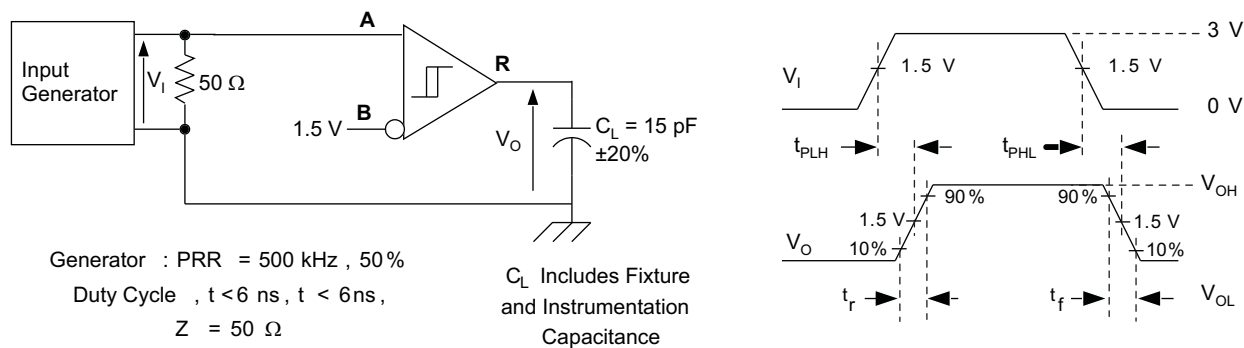 Input
Generator
V_I
50 Ω
A
B
1.5 V
R
V_O
C_L = 15 pF
±20%
Generator : PRR = 500 kHz , 50%
Duty Cycle , t <6 ns , t < 6ns ,
Z = 50 Ω
C_L Includes Fixture
and Instrumentation
Capacitance
3 V
V_I
1.5 V
1.5 V
0 V
t_PLH
t_PHL
V_OH
90%
90%
1.5 V
1.5 V
V_O
10%
10%
t_r
t_f
V_OL